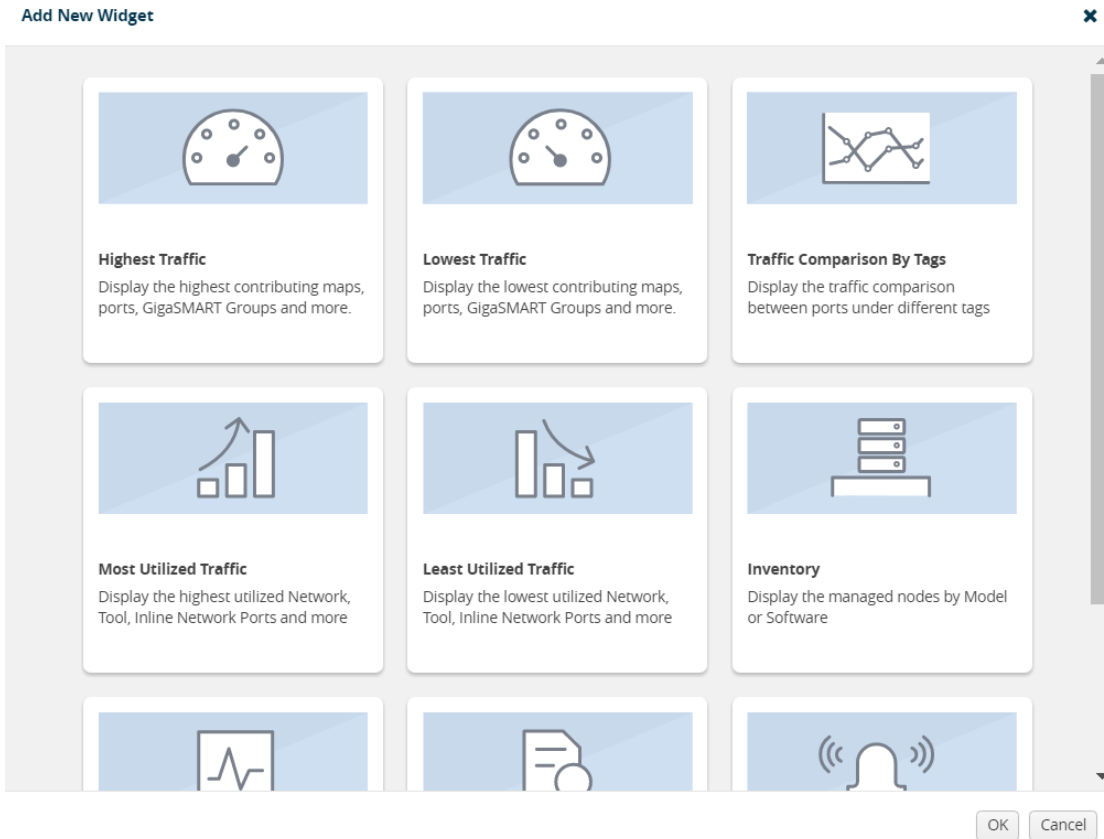 Add New Widget
Highest Traffic
Display the highest contributing maps,
ports, GigaSMART Groups and more.
Lowest Traffic
Display the lowest contributing maps,
ports, GigaSMART Groups and more.
Traffic Comparison By Tags
Display the traffic comparison
between ports under different tags
Most Utilized Traffic
Display the highest utilized Network,
Tool, Inline Network Ports and more
Least Utilized Traffic
Display the lowest utilized Network,
Tool, Inline Network Ports and more
Inventory
Display the managed nodes by Model
or Software
OK
Cancel